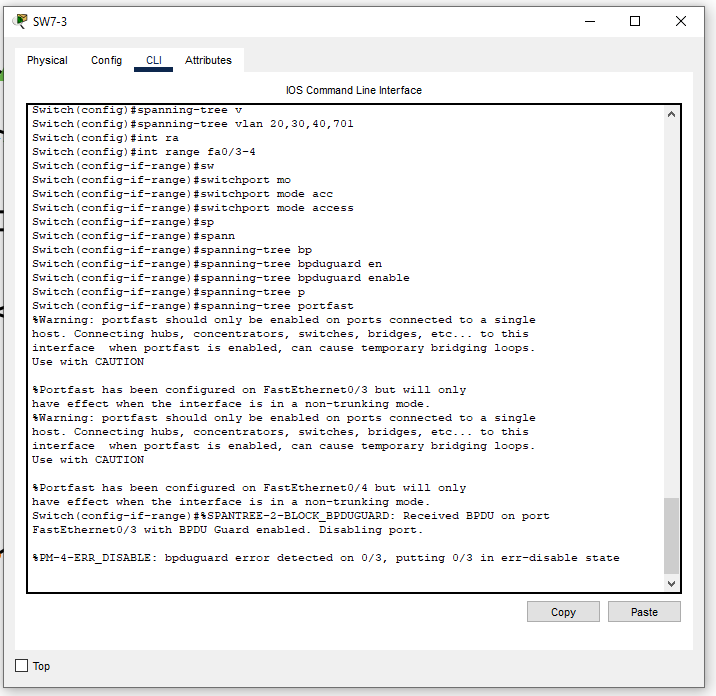 SW7-3
Physical Config CLI Attributes
IOS Command Line Interface
Switch(config)#spanning-tree v
Switch(config)#spanning-tree vlan 20,30,40,701
Switch(config)#int ra
Switch(config)#int range fa0/3-4
Switch(config-if-range)#sw
Switch(config-if-range)#switchport mo
Switch(config-if-range)#switchport mode acc
Switch(config-if-range)#switchport mode access
Switch(config-if-range)#sp
Switch(config-if-range)#spann
Switch(config-if-range)#spanning-tree bp
Switch(config-if-range)#spanning-tree bpduguard en
Switch(config-if-range)#spanning-tree bpduguard enable
Switch(config-if-range)#spanning-tree p
Switch(config-if-range)#spanning-tree portfast
%Warning: portfast should only be enabled on ports connected to a single
host. Connecting hubs, concentrators, switches, bridges, etc... to this
interface  when portfast is enabled, can cause temporary bridging loops.
Use with CAUTION
%Portfast has been configured on FastEthernet0/3 but will only
have effect when the interface is in a non-trunking mode.
%Warning: portfast should only be enabled on ports connected to a single
host. Connecting hubs, concentrators, switches, bridges, etc... to this
interface  when portfast is enabled, can cause temporary bridging loops.
Use with CAUTION
%Portfast has been configured on FastEthernet0/4 but will only
have effect when the interface is in a non-trunking mode.
Switch(config-if-range)#%SPANTREE-2-BLOCK_BPDUGUARD: Received BPDU on port
FastEthernet0/3 with BPDU Guard enabled. Disabling port.
%PM-4-ERR_DISABLE: bpduguard error detected on 0/3, putting 0/3 in err-disable state
Copy Paste
Top